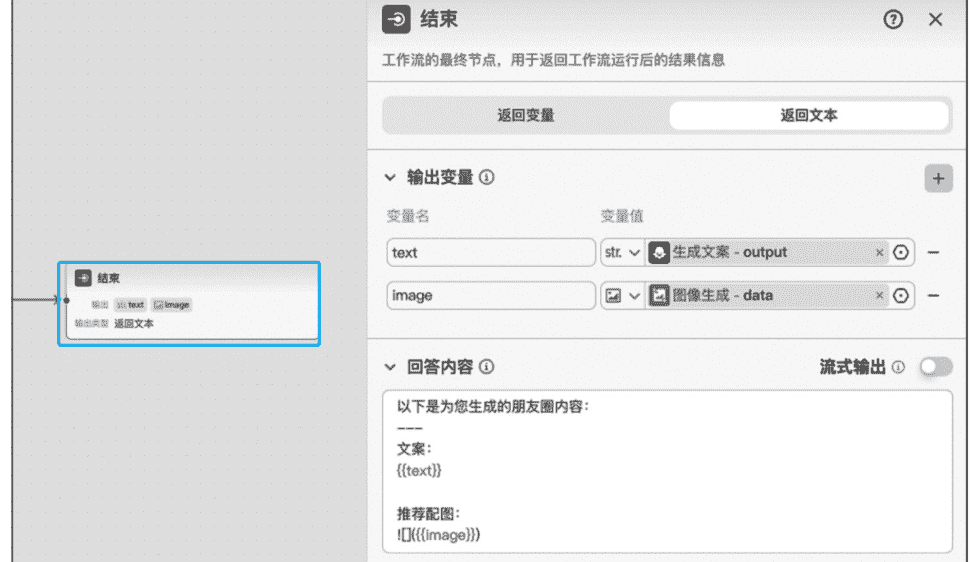 结束
工作流的最终节点，用于返回工作流运行后的结果信息
返回变量 返回文本
输出变量
变量名 变量值
text str. 生成文案 - output
image 图像生成 - data
回答内容 流式输出
以下是为您生成的朋友圈内容：
---
文案：
{{text}}
推荐配图：
![]({{image}})
结束
输出 str. text image
输出类型 返回文本